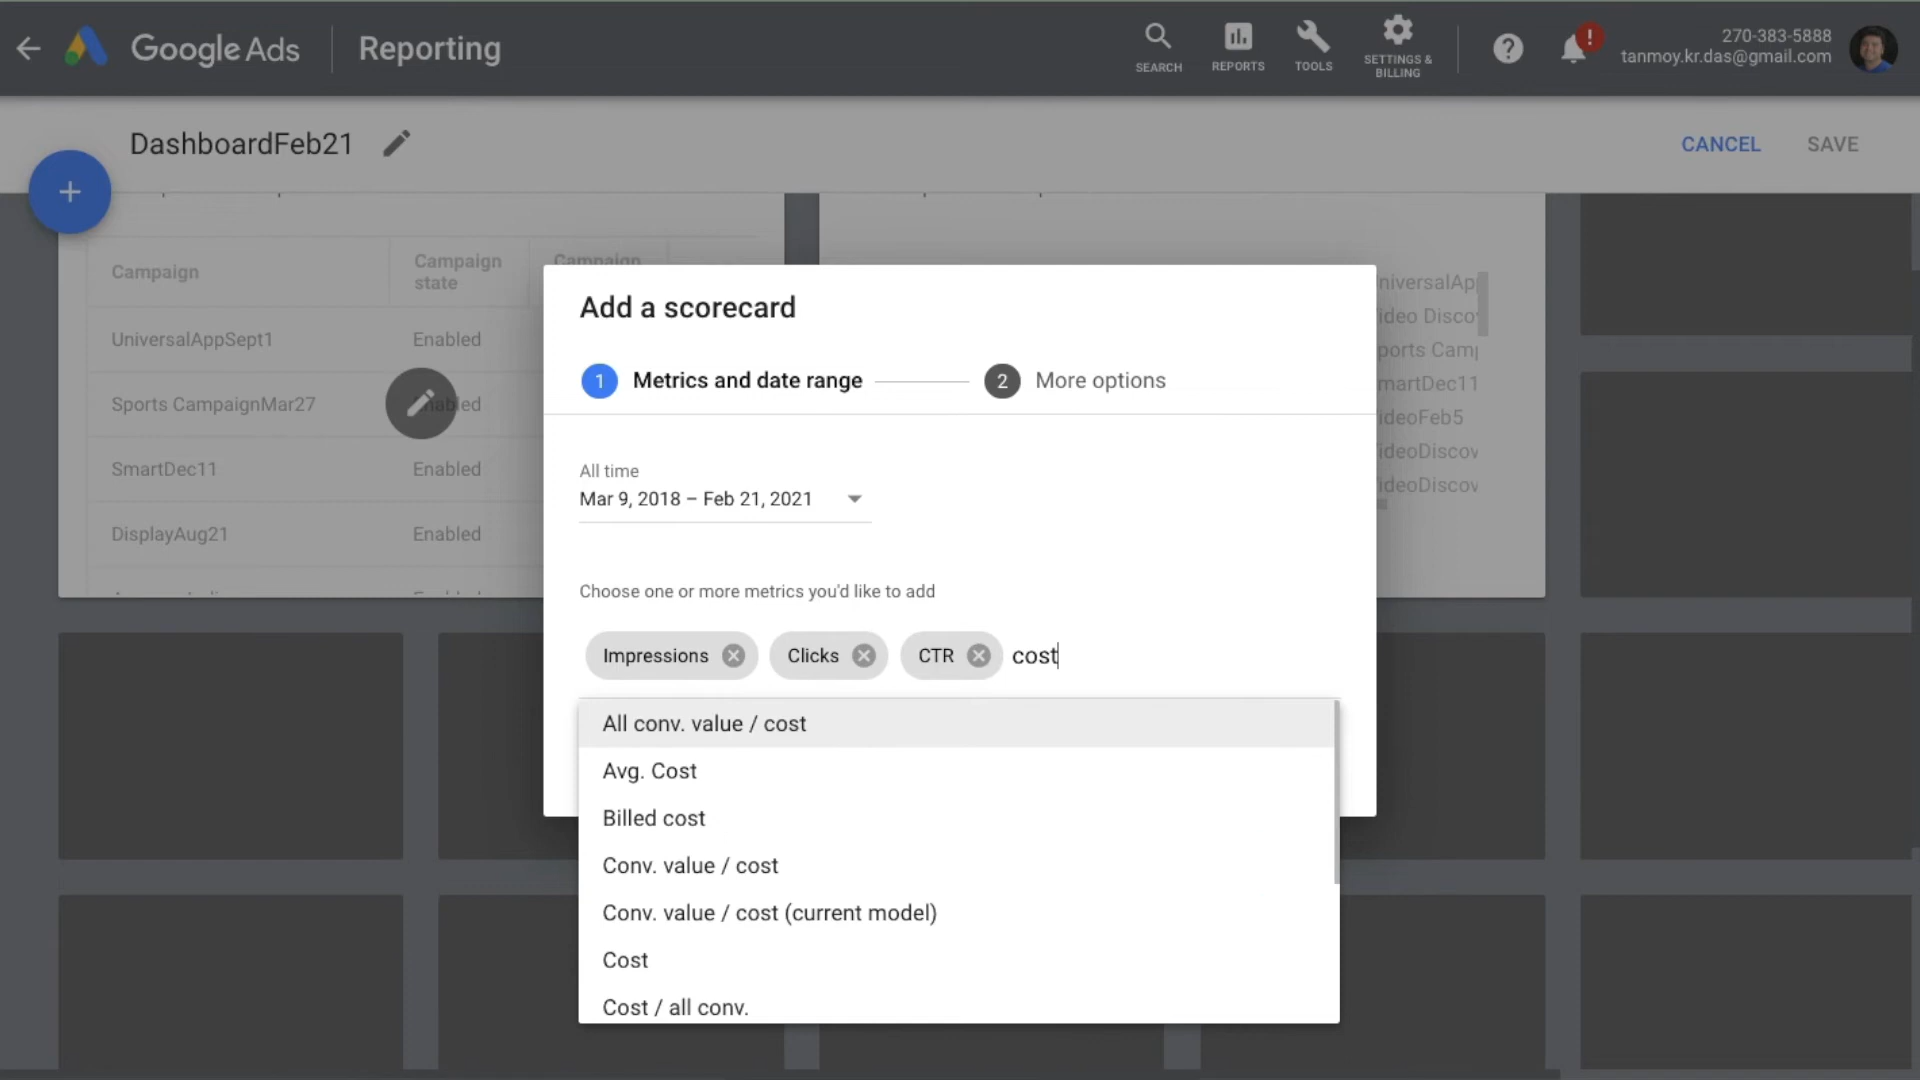 Google Ads
Reporting
SEARCH
REPORTS
TOOLS
SETTINGS &
BILLING
?
!
270-383-5888
tanmoy.kr.das@gmail.com
DashboardFeb21
CANCEL
SAVE
+
Campaign
Campaign
state
Campaign
UniversalAppSept1
Enabled
Sports CampaignMar27
SmartDec11
Enabled
DisplayAug21
Enabled
Add a scorecard
1
Metrics and date range
2
More options
All time
Mar 9, 2018 – Feb 21, 2021
Choose one or more metrics you'd like to add
Impressions
Clicks
CTR
cost
All conv. value / cost
Avg. Cost
Billed cost
Conv. value / cost
Conv. value / cost (current model)
Cost
Cost / all conv.